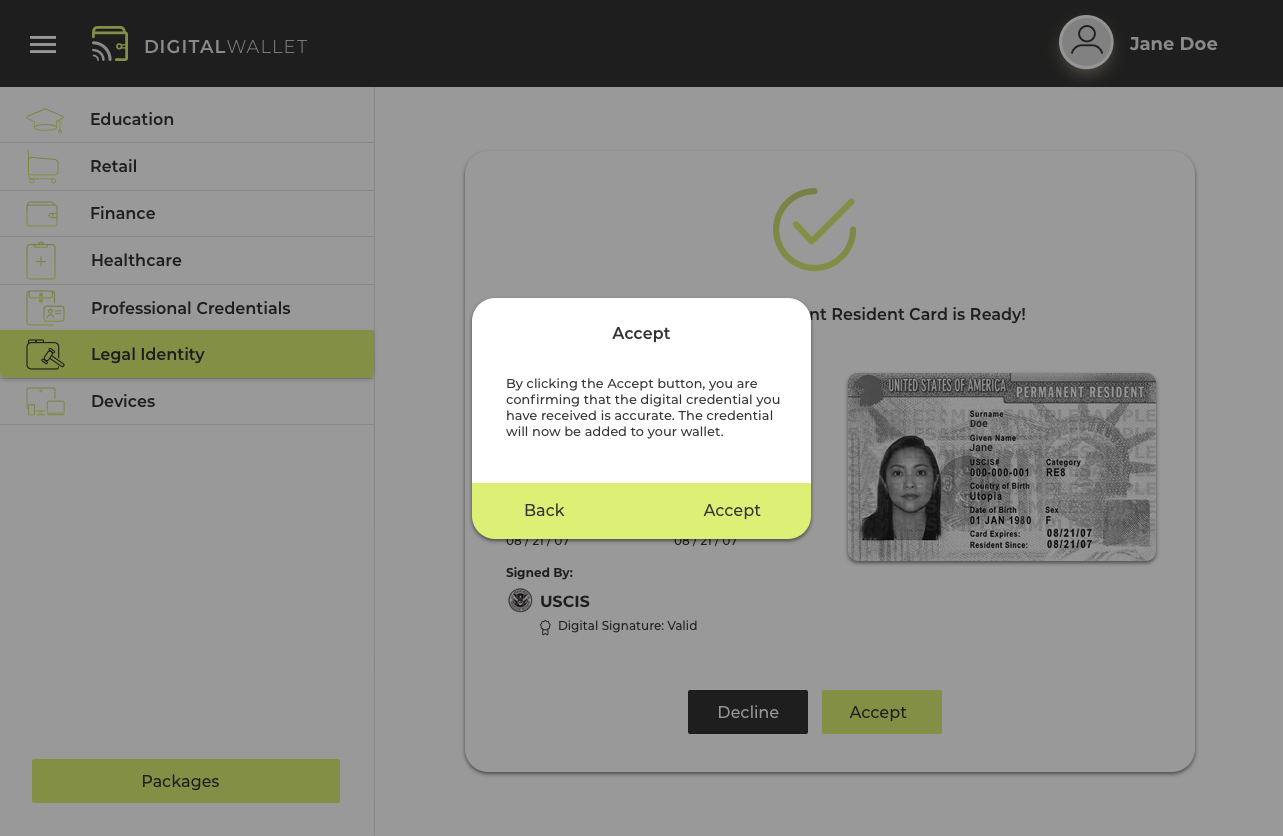 DIGITALWALLET
Jane Doe
Education
Retail
Finance
Healthcare
Professional Credentials
Legal Identity
Devices
Packages
nt Resident Card is Ready!
Accept
By clicking the Accept button, you are
confirming that the digital credential you
have received is accurate. The credential
will now be added to your wallet.
Back
Accept
08 / 21 / 07
08 / 21 / 07
Signed By:
USCIS
Digital Signature: Valid
UNITED STATES OF AMERICA
PERMANENT RESIDENT
Surname
Doe
Given Name
Jane
USCIS# Category
000-000-001 RE8
Country of Birth
Utopia
Date of Birth Sex
01 JAN 1980 F
Card Expires: 08/21/07
Resident Since: 08/21/07
Decline
Accept